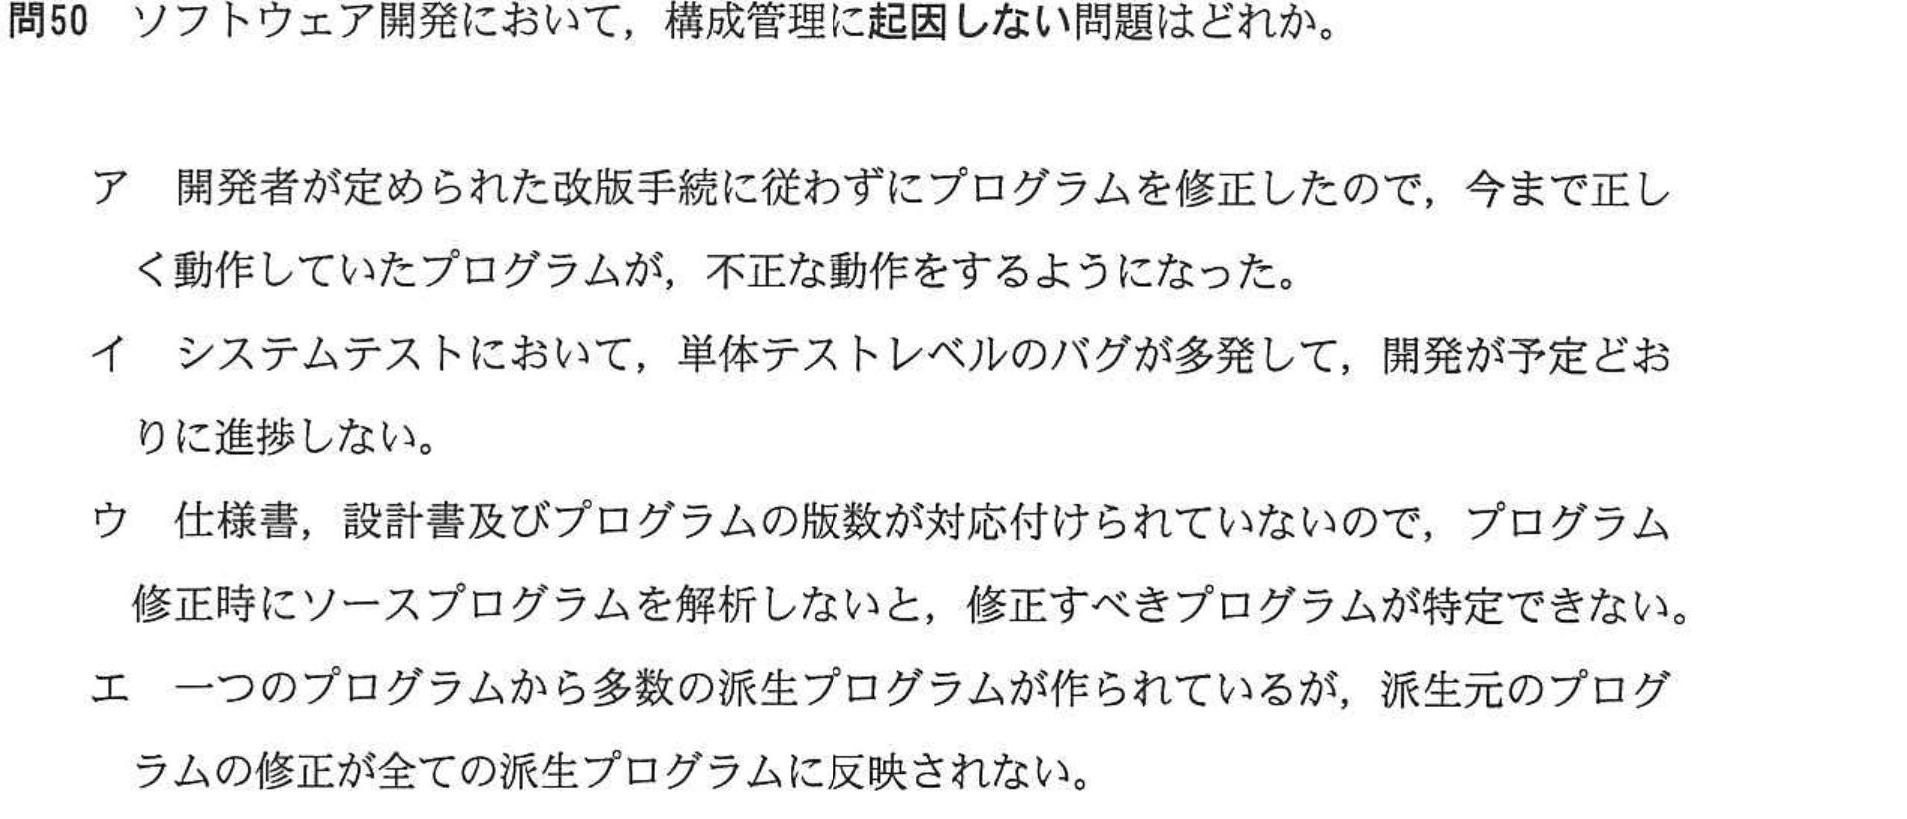 問50　ソフトウェア開発において，構成管理に起因しない問題はどれか。
ア　開発者が定められた改版手続に従わずにプログラムを修正したので，今まで正し
く動作していたプログラムが，不正な動作をするようになった。
イ　システムテストにおいて，単体テストレベルのバグが多発して，開発が予定どお
りに進捗しない。
ウ　仕様書，設計書及びプログラムの版数が対応付けられていないので，プログラム
修正時にソースプログラムを解析しないと，修正すべきプログラムが特定できない。
エ　一つのプログラムから多数の派生プログラムが作られているが，派生元のプログ
ラムの修正が全ての派生プログラムに反映されない。